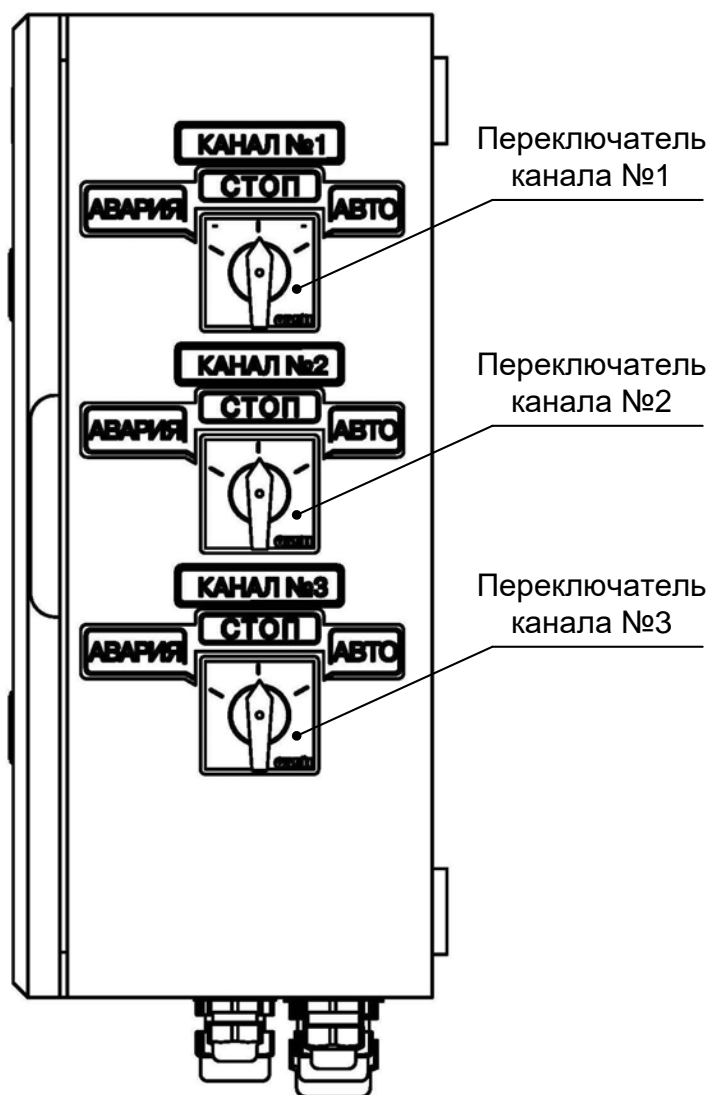 КАНАЛ №1
СТОП
АВАРИЯ
АВТО
Переключатель
канала №1
КАНАЛ №2
СТОП
АВАРИЯ
АВТО
Переключатель
канала №2
КАНАЛ №3
СТОП
АВАРИЯ
АВТО
Переключатель
канала №3